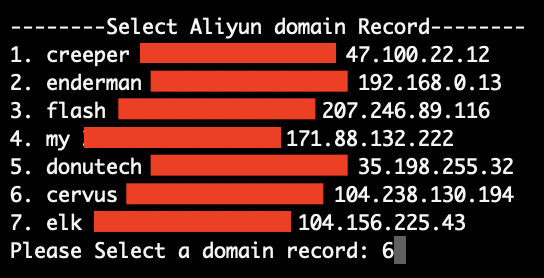 --------Select Aliyun domain Record--------
1. creeper 47.100.22.12
2. enderman 192.168.0.13
3. flash 207.246.89.116
4. my 171.88.132.222
5. donutech 35.198.255.32
6. cervus 104.238.130.194
7. elk 104.156.225.43
Please Select a domain record: 6